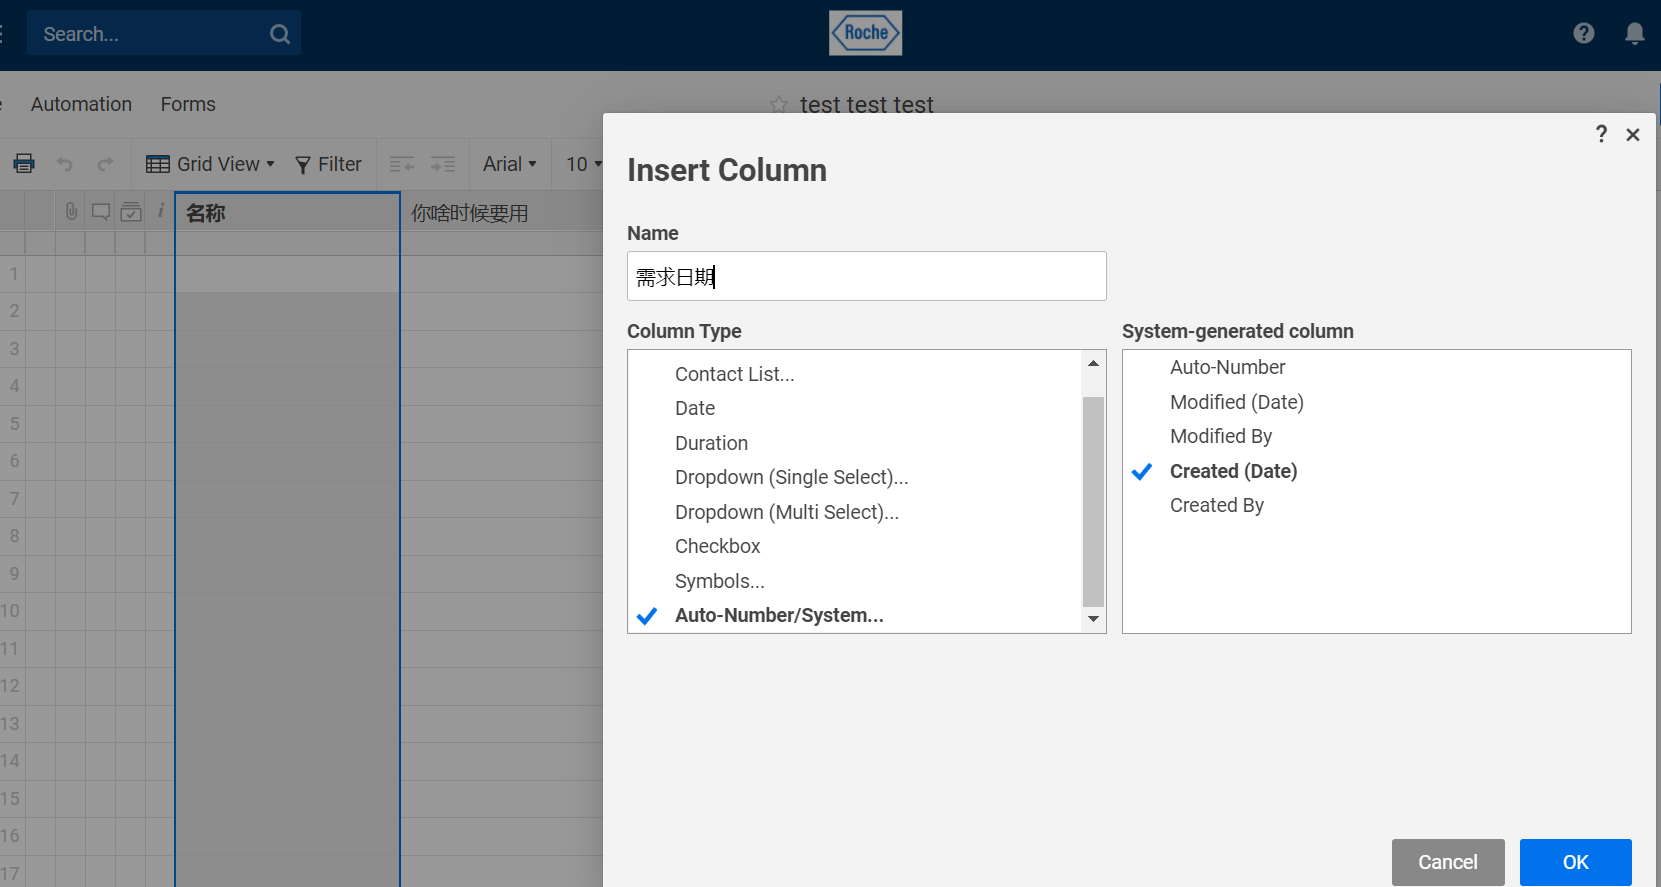 Search...
Roche
?
Automation Forms
test test test
Grid View Filter Arial 10
? ×
Insert Column
i 名称 你啥时候要用
Name
需求日期
Column Type
System-generated column
Contact List...
Date
Duration
Dropdown (Single Select)...
Dropdown (Multi Select)...
Checkbox
Symbols...
Auto-Number/System...
Auto-Number
Modified (Date)
Modified By
Created (Date)
Created By
1
2
3
4
5
6
7
8
9
10
11
12
13
14
15
16
17
Cancel OK